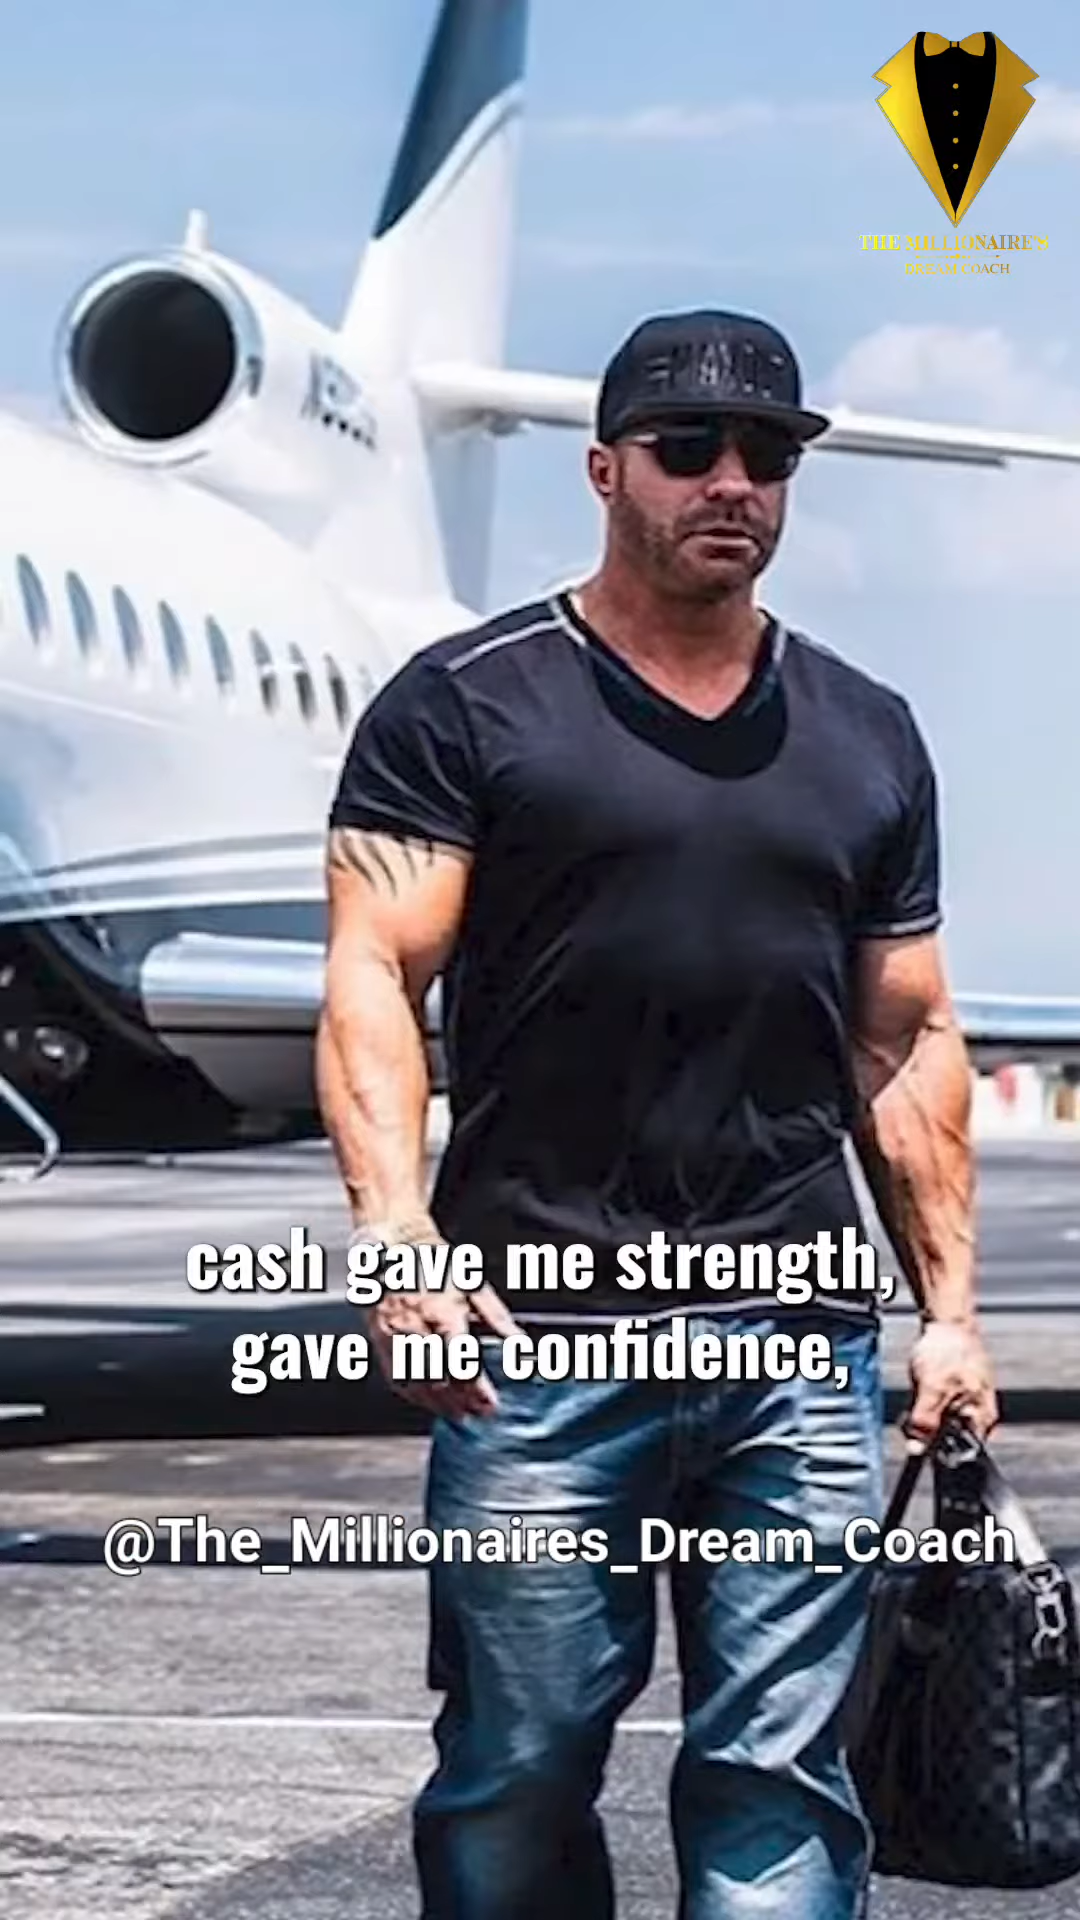 THE MILLIONAIRE'S
DREAM COACH
cash gave me strength,
gave me confidence,
@The_Millionaires_Dream_Coach